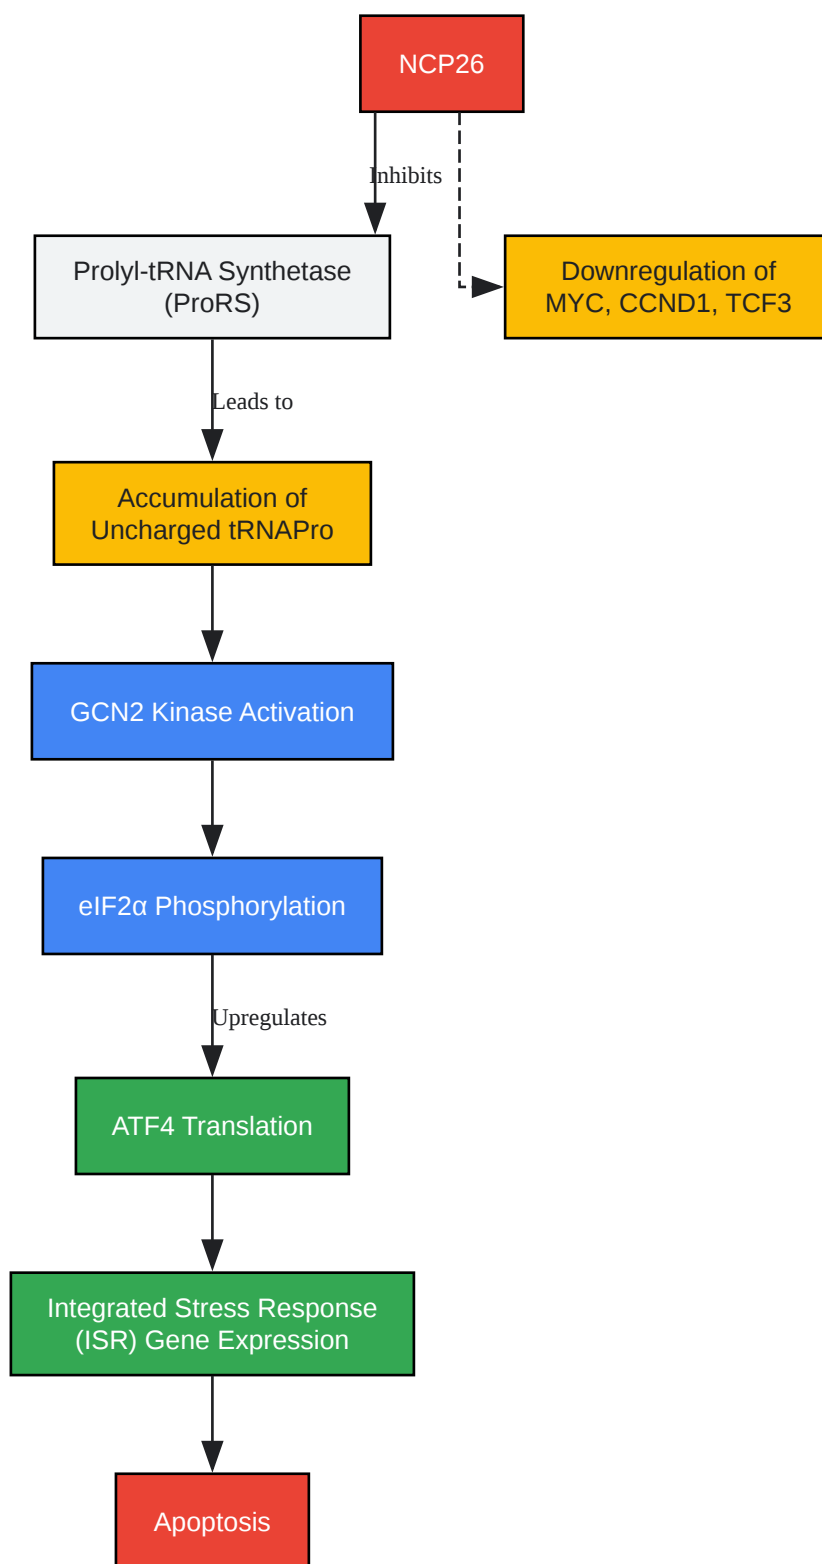 NCP26
Inhibits
Prolyl-tRNA Synthetase
(ProRS)
Downregulation of
MYC, CCND1, TCF3
Leads to
Accumulation of
Uncharged tRNAPro
GCN2 Kinase Activation
eIF2α Phosphorylation
Upregulates
ATF4 Translation
Integrated Stress Response
(ISR) Gene Expression
Apoptosis